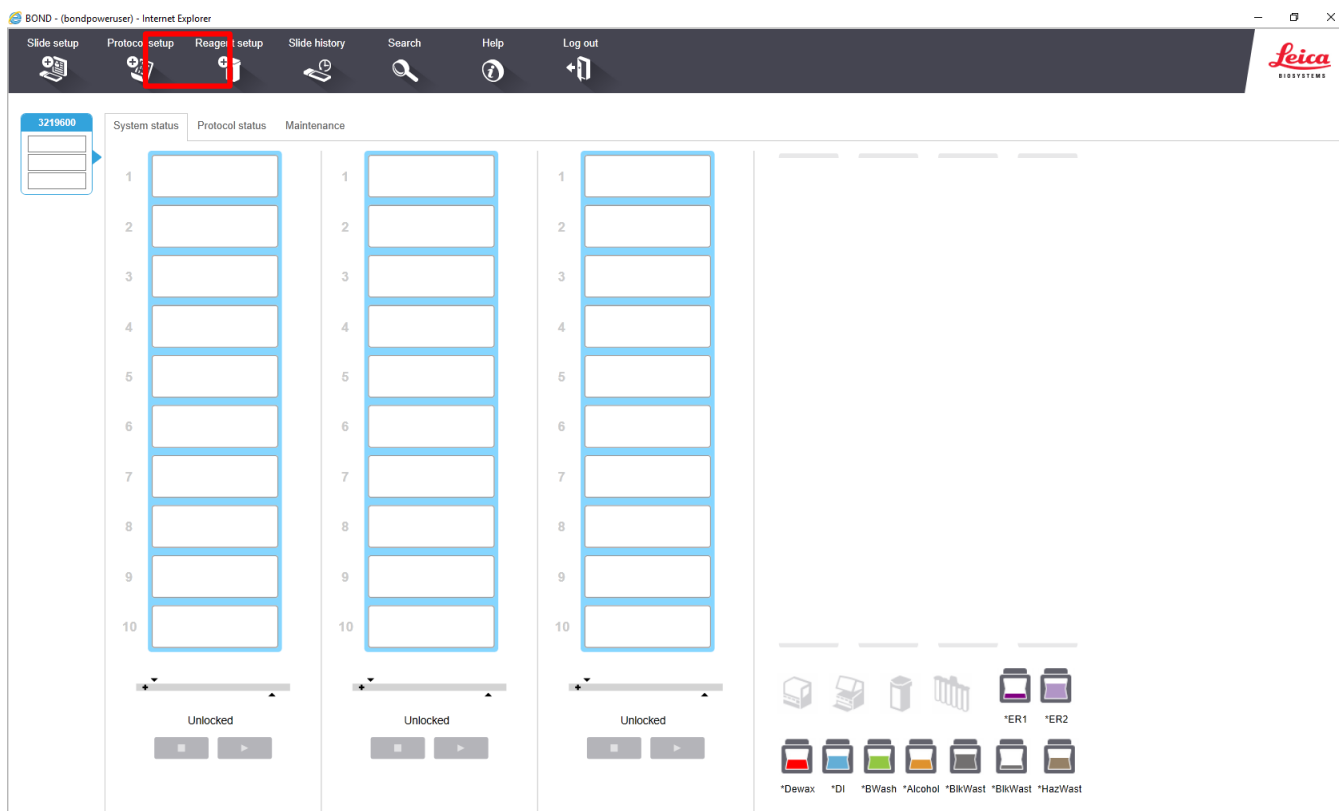 BOND - (bondpoweruser) - Internet Explorer
Slide setup Protocol setup Reagent setup Slide history Search Help Log out
Leica
BIOSYSTEMS
3219600
System status Protocol status Maintenance
1 1 1
2 2 2
3 3 3
4 4 4
5 5 5
6 6 6
7 7 7
8 8 8
9 9 9
10 10 10
Unlocked Unlocked Unlocked
*ER1 *ER2
*Dewax *DI *BWash *Alcohol *BlkWast *BlkWast *HazWast